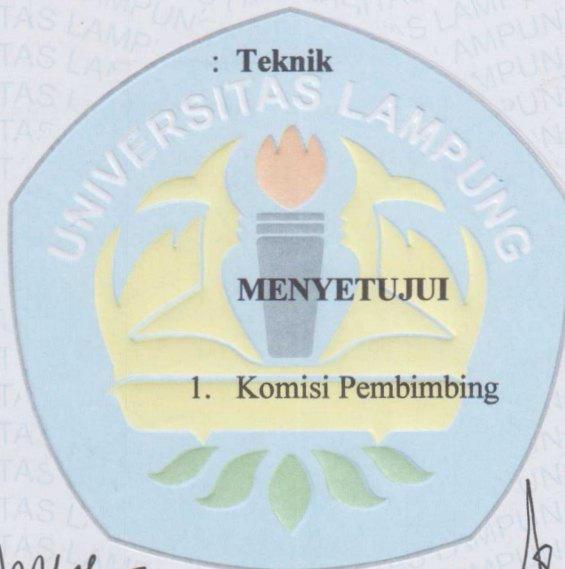 : Teknik
UNIVERSITAS LAMPUNG
MENYETUJUI
1. Komisi Pembimbing